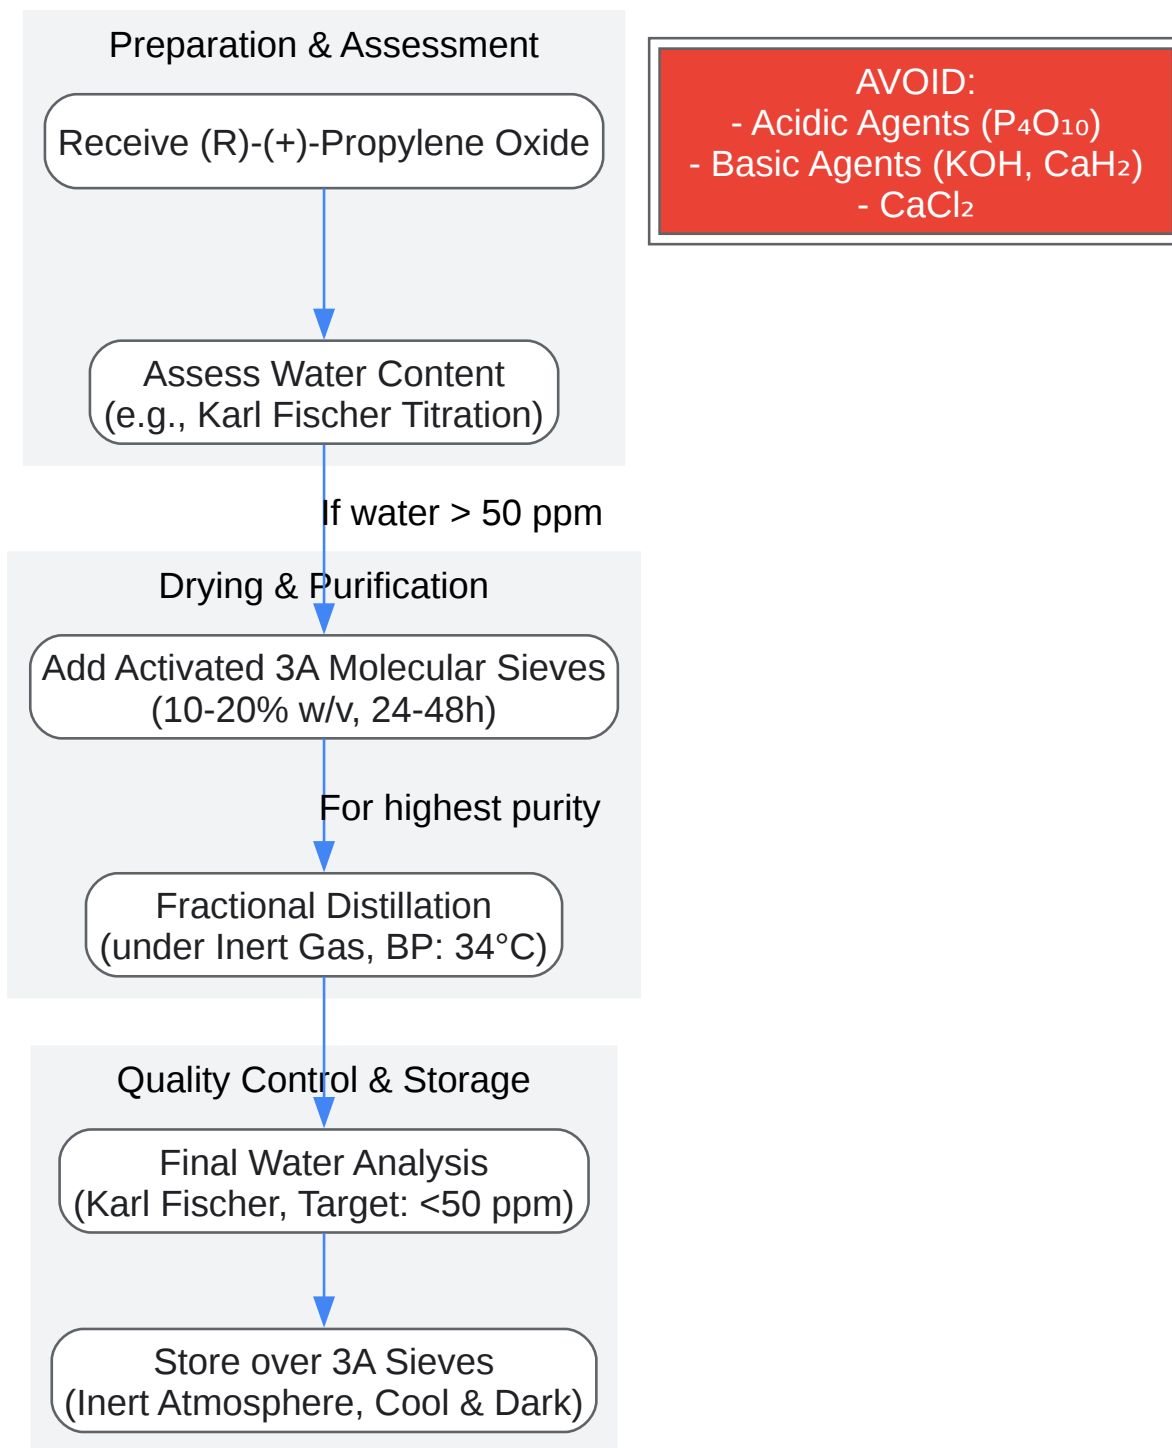 Preparation & Assessment
Receive (R)-(+)-Propylene Oxide
AVOID:
- Acidic Agents (P₄O₁₀)
- Basic Agents (KOH, CaH₂)
- CaCl₂
Assess Water Content
(e.g., Karl Fischer Titration)
If water > 50 ppm
Drying & Purification
Add Activated 3A Molecular Sieves
(10-20% w/v, 24-48h)
For highest purity
Fractional Distillation
(under Inert Gas, BP: 34°C)
Quality Control & Storage
Final Water Analysis
(Karl Fischer, Target: <50 ppm)
Store over 3A Sieves
(Inert Atmosphere, Cool & Dark)